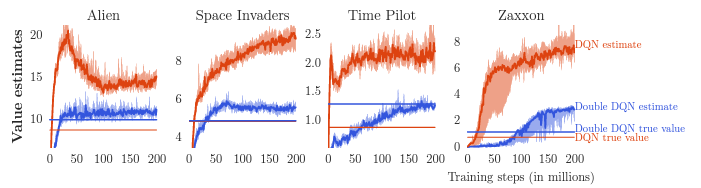 Alien
Space Invaders
Time Pilot
Zaxxon
Value estimates
20
15
10
0 50 100 150 200
8
6
4
0 50 100 150 200
2.5
2.0
1.5
1.0
0 50 100 150 200
8
6
4
2
0
0 50 100 150 200
DQN estimate
Double DQN estimate
Double DQN true value
DQN true value
Training steps (in millions)